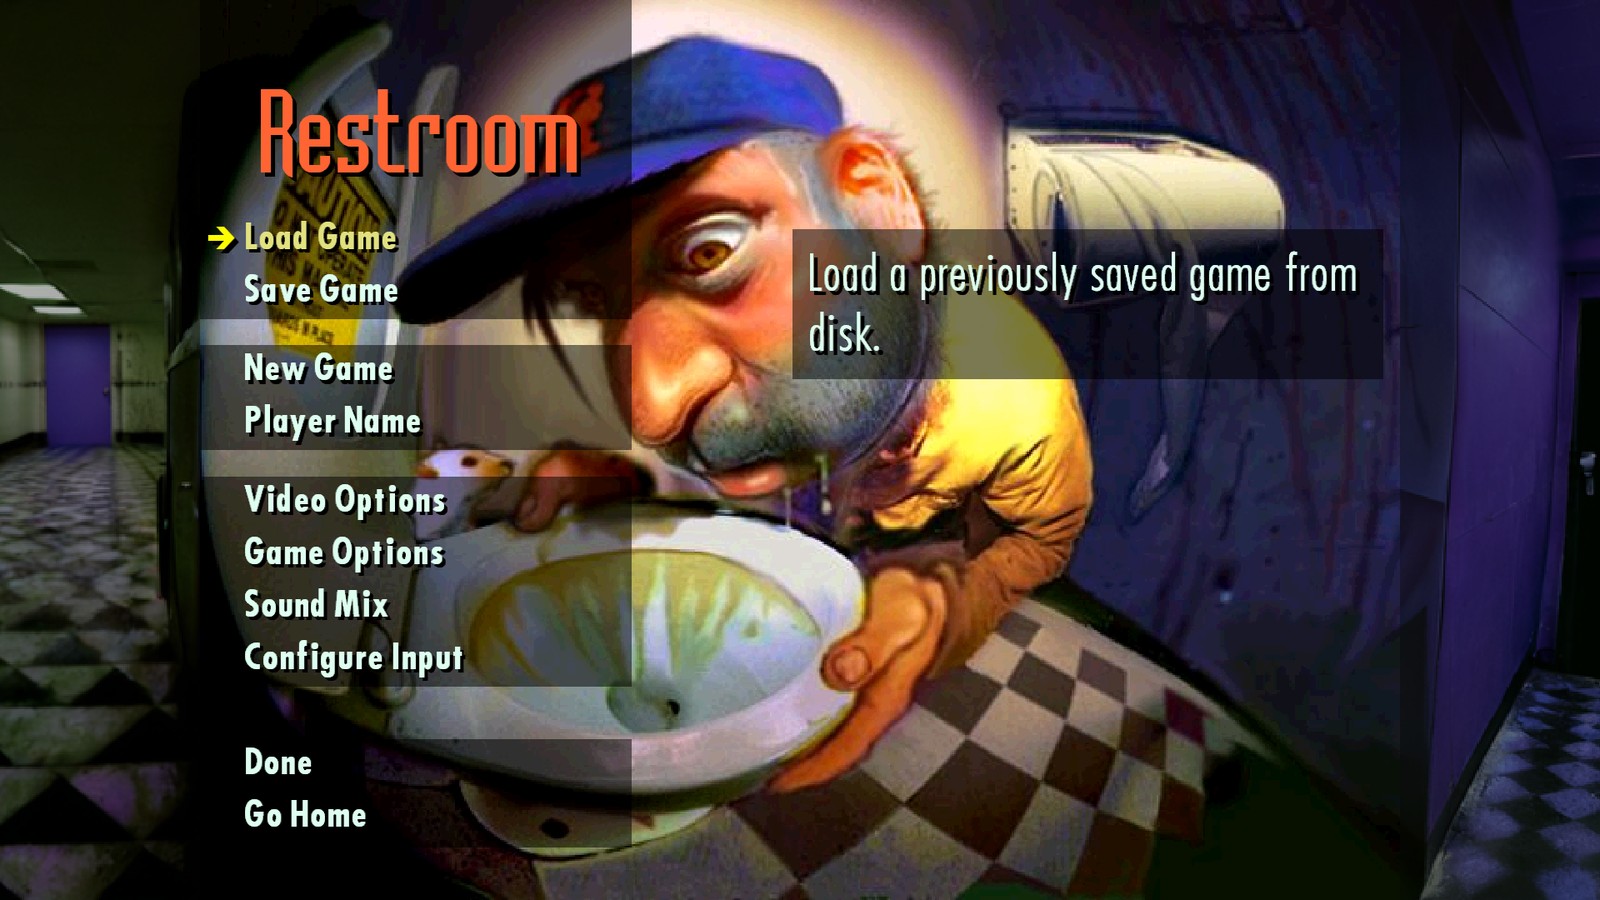 Restroom
CAUTION
Load Game
Save Game
Load a previously saved game from
disk.
New Game
Player Name
Video Options
Game Options
Sound Mix
Configure Input
Done
Go Home